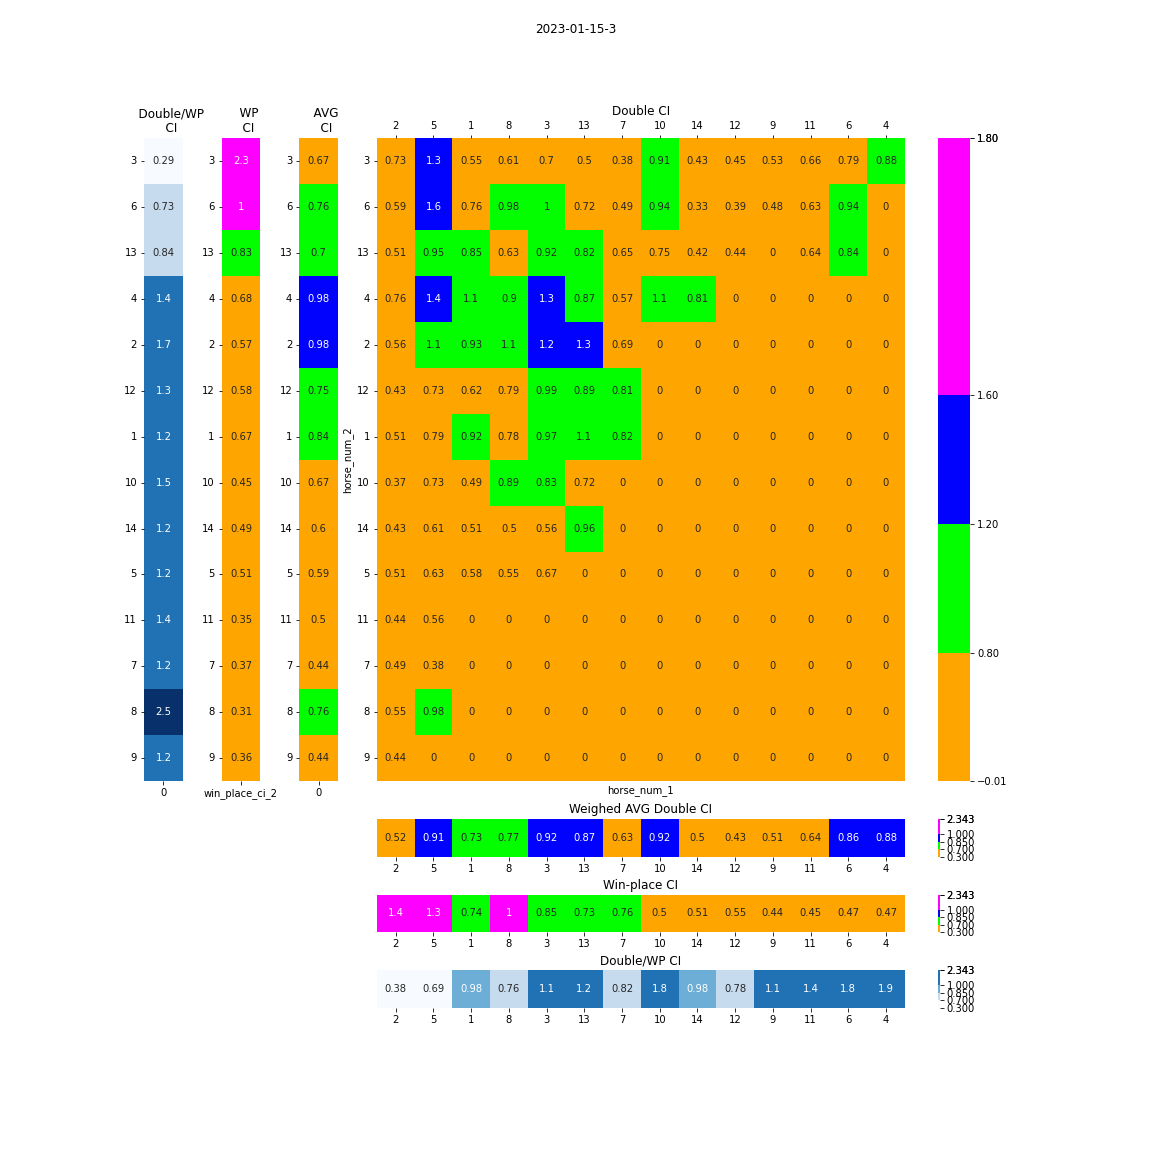 2023-01-15-3
Double/WP CI
WP CI
AVG CI
Double CI
2 5 1 8 3 13 7 10 14 12 9 11 6 4
1.80
1.80
3 0.29 3 2.3 3 0.67 3 0.73 1.3 0.55 0.61 0.7 0.5 0.38 0.91 0.43 0.45 0.53 0.66 0.79 0.88
6 0.73 6 1 6 0.76 6 0.59 1.6 0.76 0.98 1 0.72 0.49 0.94 0.33 0.39 0.48 0.63 0.94 0
13 0.84 13 0.83 13 0.7 13 0.51 0.95 0.85 0.63 0.92 0.82 0.65 0.75 0.42 0.44 0 0.64 0.84 0
4 1.4 4 0.68 4 0.98 4 0.76 1.4 1.1 0.9 1.3 0.87 0.57 1.1 0.81 0 0 0 0 0
2 1.7 2 0.57 2 0.98 2 0.56 1.1 0.93 1.1 1.2 1.3 0.69 0 0 0 0 0 0 0
12 1.3 12 0.58 12 0.75 12 0.43 0.73 0.62 0.79 0.99 0.89 0.81 0 0 0 0 0 0 0
1.60
1 1.2 1 0.67 1 0.84 1 0.51 0.79 0.92 0.78 0.97 1.1 0.82 0 0 0 0 0 0 0
horse_num_2
10 1.5 10 0.45 10 0.67 10 0.37 0.73 0.49 0.89 0.83 0.72 0 0 0 0 0 0 0 0
14 1.2 14 0.49 14 0.6 14 0.43 0.61 0.51 0.5 0.56 0.96 0 0 0 0 0 0 0 0
1.20
5 1.2 5 0.51 5 0.59 5 0.51 0.63 0.58 0.55 0.67 0 0 0 0 0 0 0 0 0
11 1.4 11 0.35 11 0.5 11 0.44 0.56 0 0 0 0 0 0 0 0 0 0 0 0
0.80
7 1.2 7 0.37 7 0.44 7 0.49 0.38 0 0 0 0 0 0 0 0 0 0 0 0
8 2.5 8 0.31 8 0.76 8 0.55 0.98 0 0 0 0 0 0 0 0 0 0 0 0
9 1.2 9 0.36 9 0.44 9 0.44 0 0 0 0 0 0 0 0 0 0 0 0 0
−0.01
0 win_place_ci_2 0 horse_num_1
Weighed AVG Double CI
0.52 0.91 0.73 0.77 0.92 0.87 0.63 0.92 0.5 0.43 0.51 0.64 0.86 0.88
2 5 1 8 3 13 7 10 14 12 9 11 6 4
2.343
2.343
1.000
0.850
0.700
0.300
Win-place CI
1.4 1.3 0.74 1 0.85 0.73 0.76 0.5 0.51 0.55 0.44 0.45 0.47 0.47
2 5 1 8 3 13 7 10 14 12 9 11 6 4
2.343
2.343
1.000
0.850
0.700
0.300
Double/WP CI
0.38 0.69 0.98 0.76 1.1 1.2 0.82 1.8 0.98 0.78 1.1 1.4 1.8 1.9
2 5 1 8 3 13 7 10 14 12 9 11 6 4
2.343
2.343
1.000
0.850
0.700
0.300